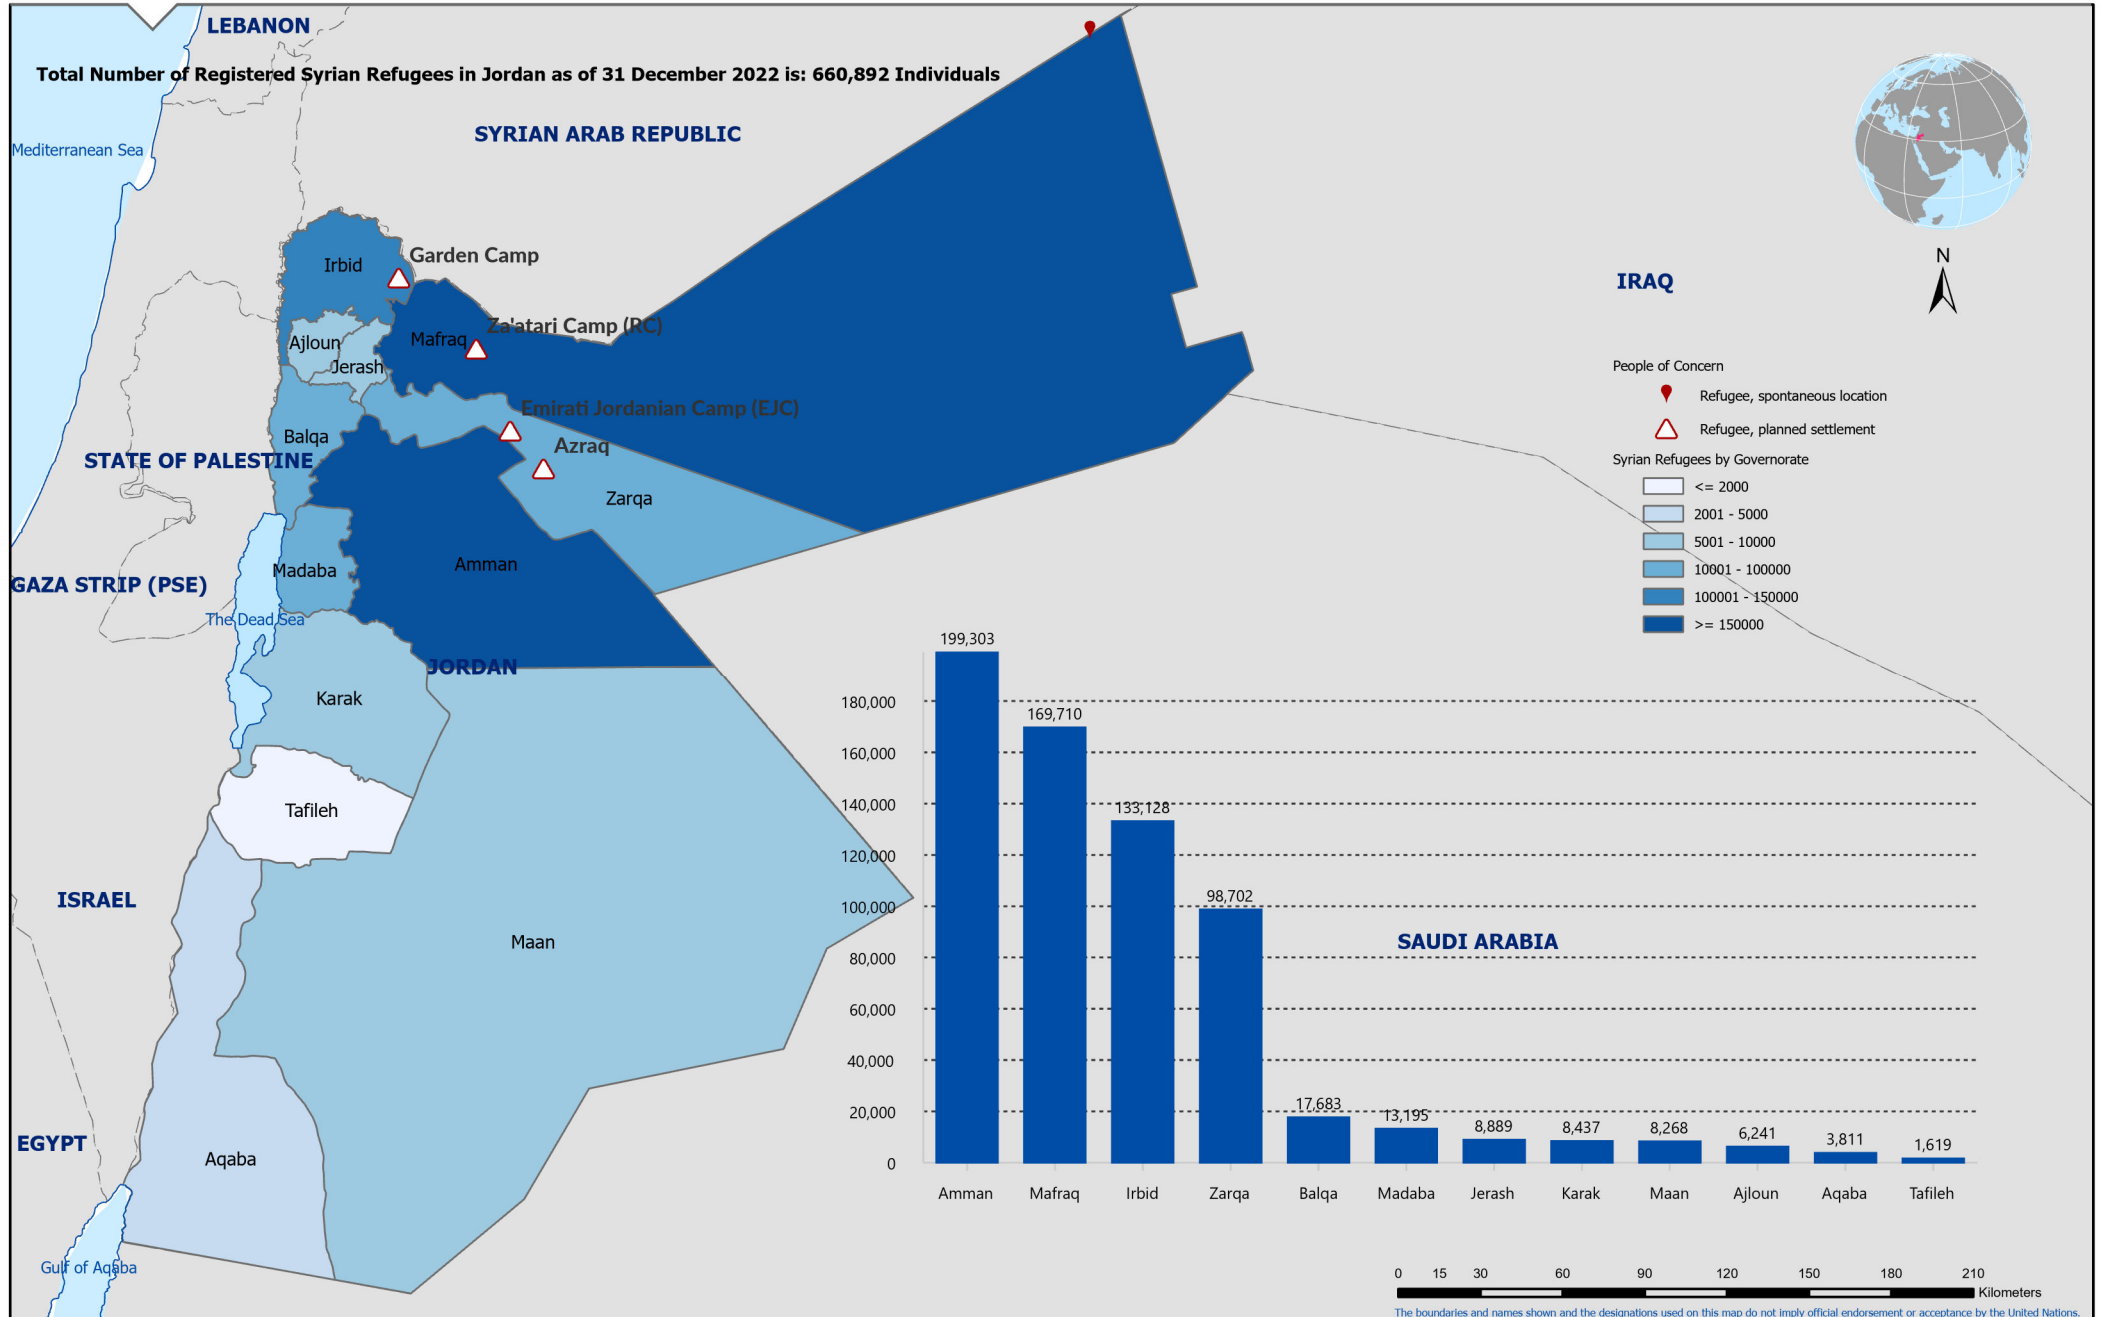 LEBANON
Total Number of Registered Syrian Refugees in Jordan as of 31 December 2022 is: 660,892 Individuals
SYRIAN ARAB REPUBLIC
Mediterranean Sea
N
IRAQ
Irbid
Garden Camp
Mafraq
Za'atari Camp (RC)
Ajloun
Jerash
Emirati Jordanian Camp (EJC)
Azraq
Balqa
STATE OF PALESTINE
Zarqa
Amman
Madaba
GAZA STRIP (PSE)
The Dead Sea
JORDAN
Karak
Tafileh
ISRAEL
Maan
SAUDI ARABIA
EGYPT
Aqaba
Gulf of Aqaba
People of Concern
Refugee, spontaneous location
Refugee, planned settlement
Syrian Refugees by Governorate
<= 2000
2001 - 5000
5001 - 10000
10001 - 100000
100001 - 150000
>= 150000
199,303
169,710
133,128
98,702
17,683
13,195
8,889
8,437
8,268
6,241
3,811
1,619
180,000
160,000
140,000
120,000
100,000
80,000
60,000
40,000
20,000
0
Amman Mafraq Irbid Zarqa Balqa Madaba Jerash Karak Maan Ajloun Aqaba Tafileh
0 15 30 60 90 120 150 180 210
Kilometers
The boundaries and names shown and the designations used on this map do not imply official endorsement or acceptance by the United Nations.